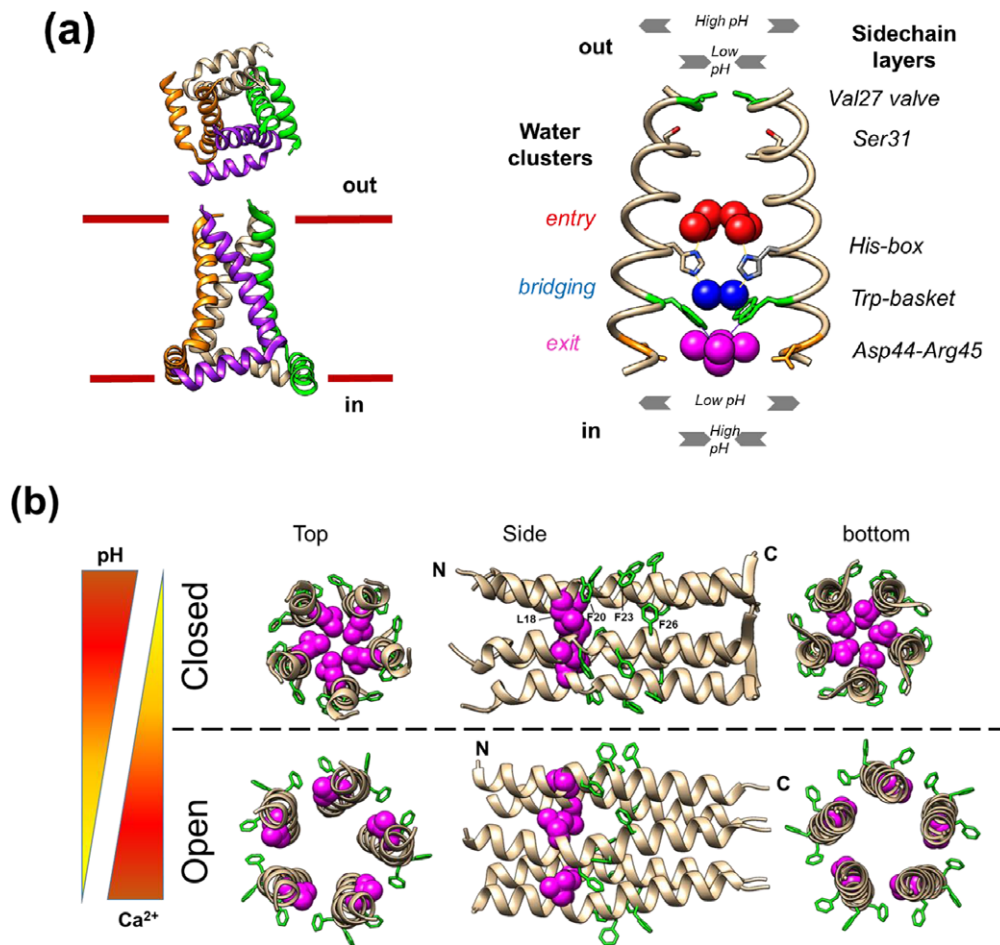 (a)
out
in
out
High pH
Low
pH
Sidechain
layers
Water
clusters
Val27 valve
Ser31
entry
His-box
bridging
Trp-basket
exit
Asp44-Arg45
Low pH
in
High
pH
(b)
pH
Ca2+
Closed
Open
Top
Side
bottom
N
C
L18
F20
F23
F26
N
C